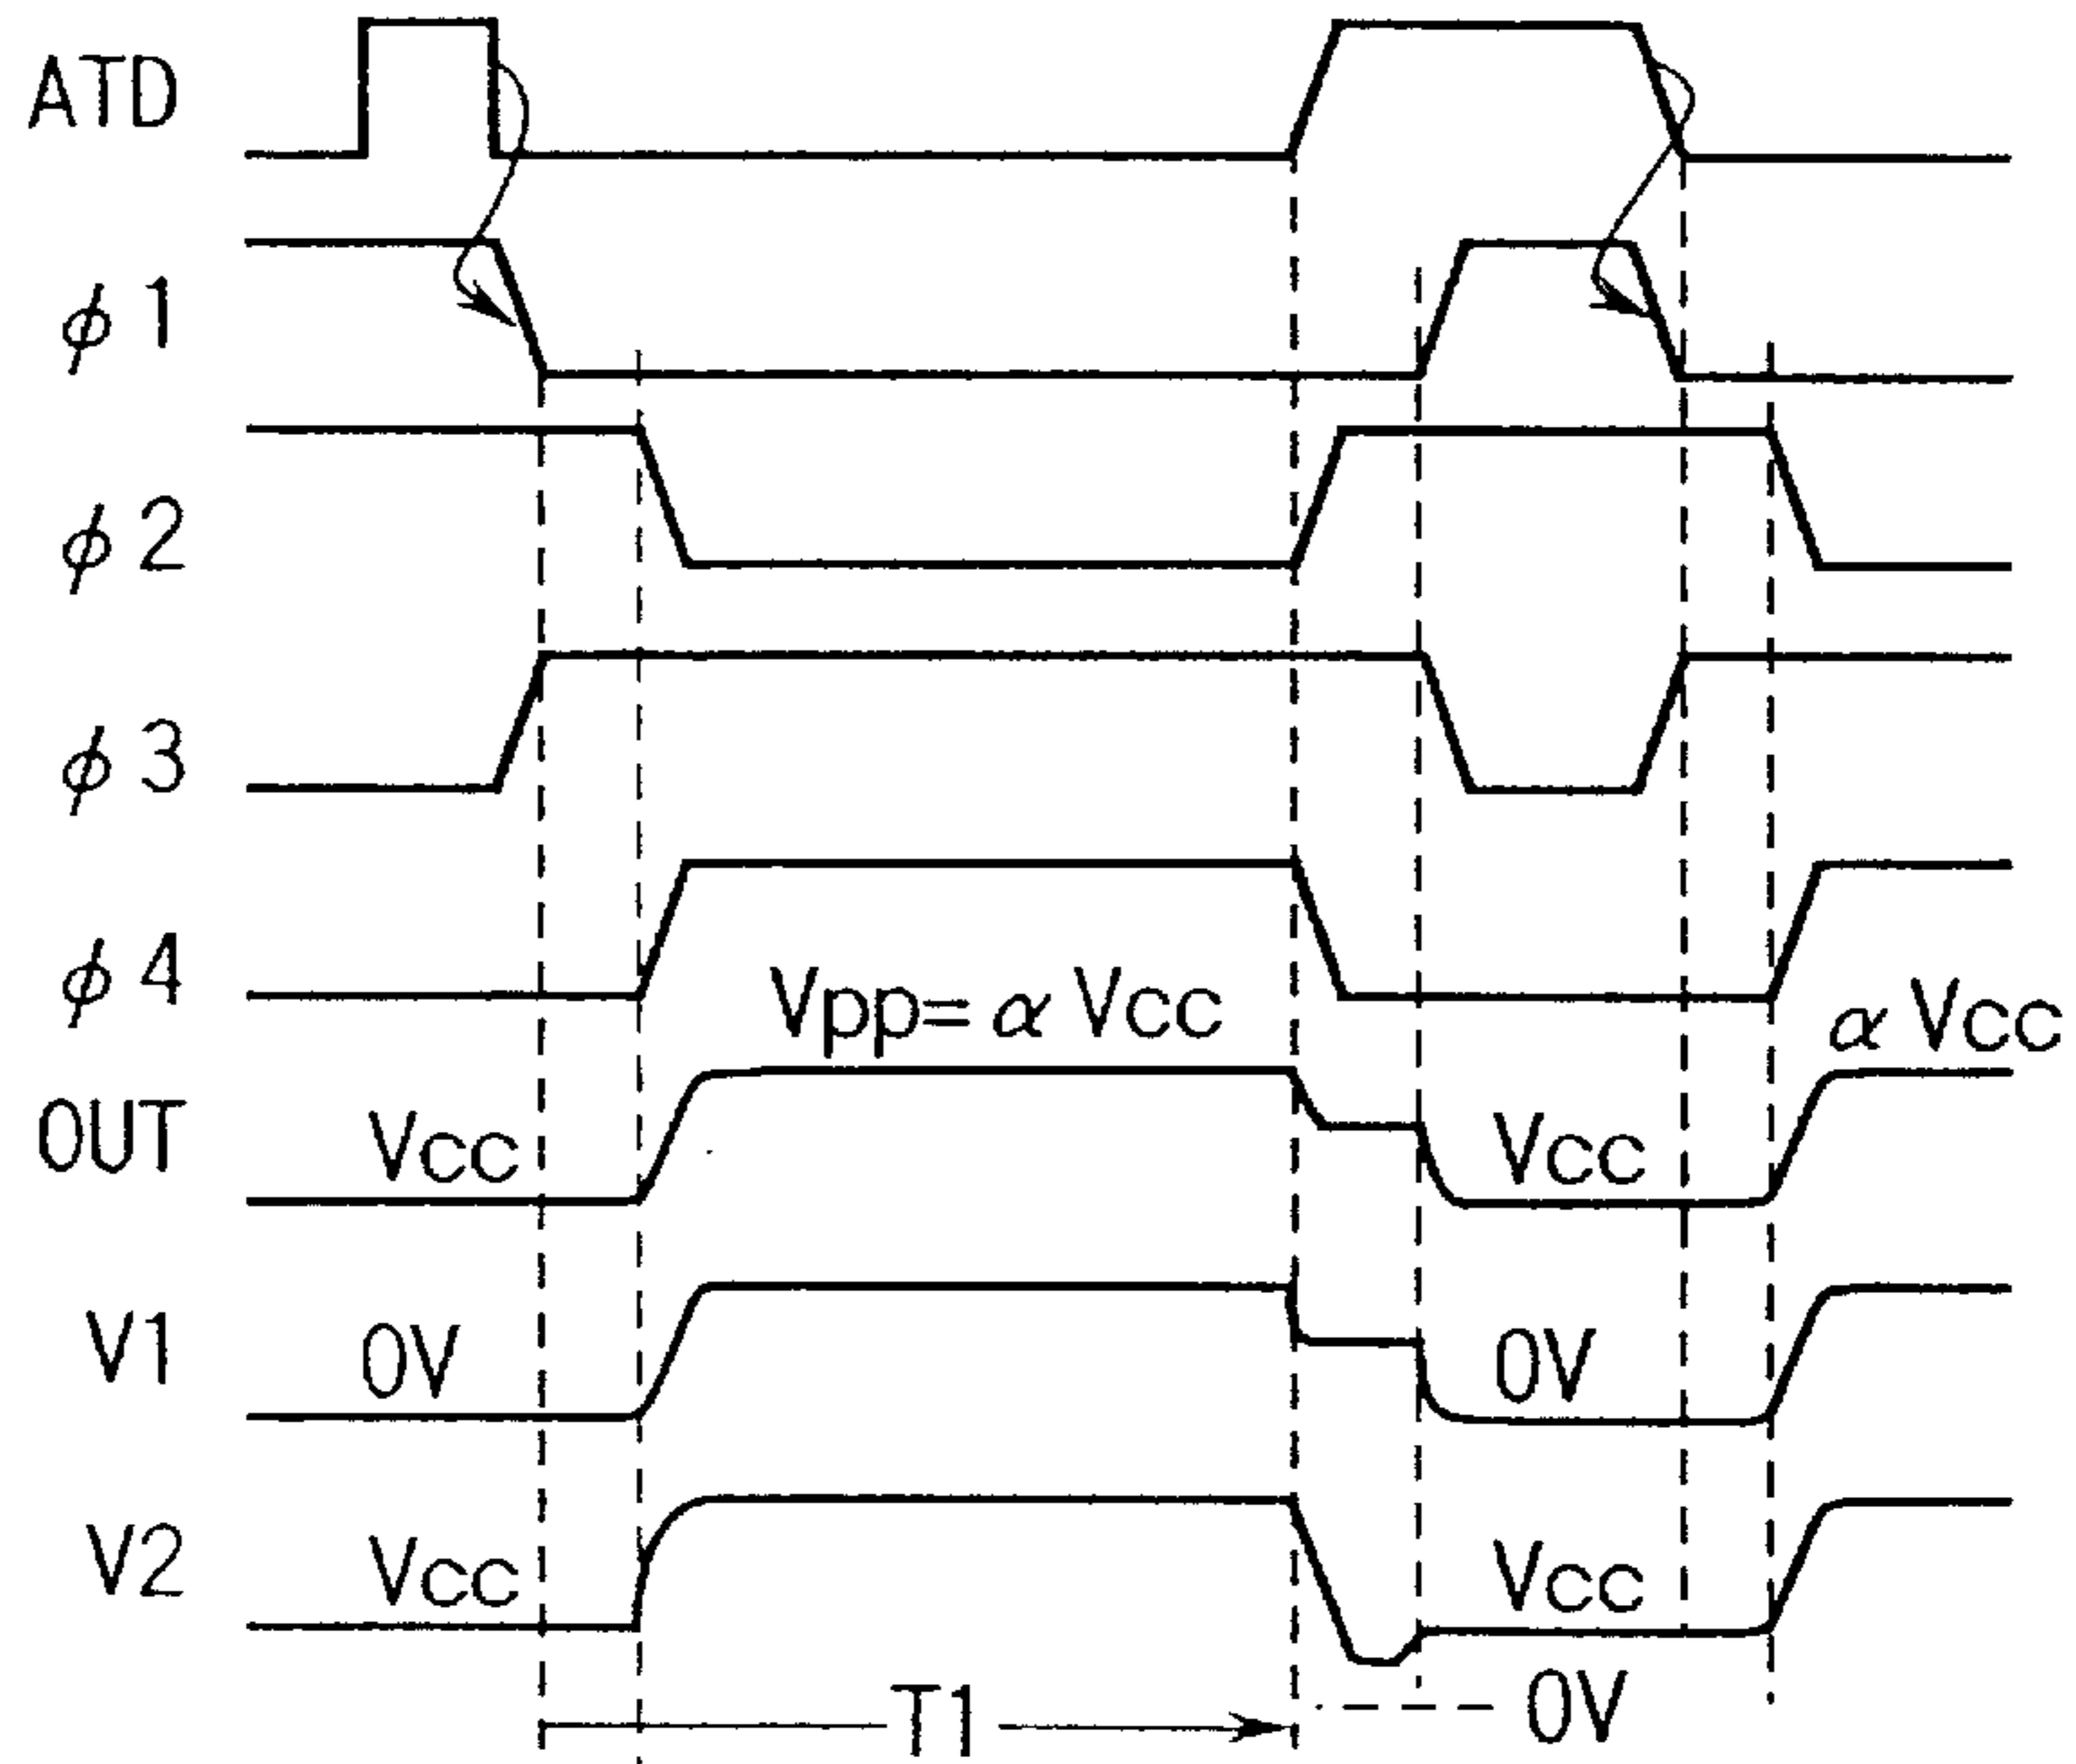 ATD
ϕ1
ϕ2
ϕ3
ϕ4
Vpp=αVcc
αVcc
OUT
Vcc
Vcc
V1
0V
0V
V2
Vcc
Vcc
T1
0V